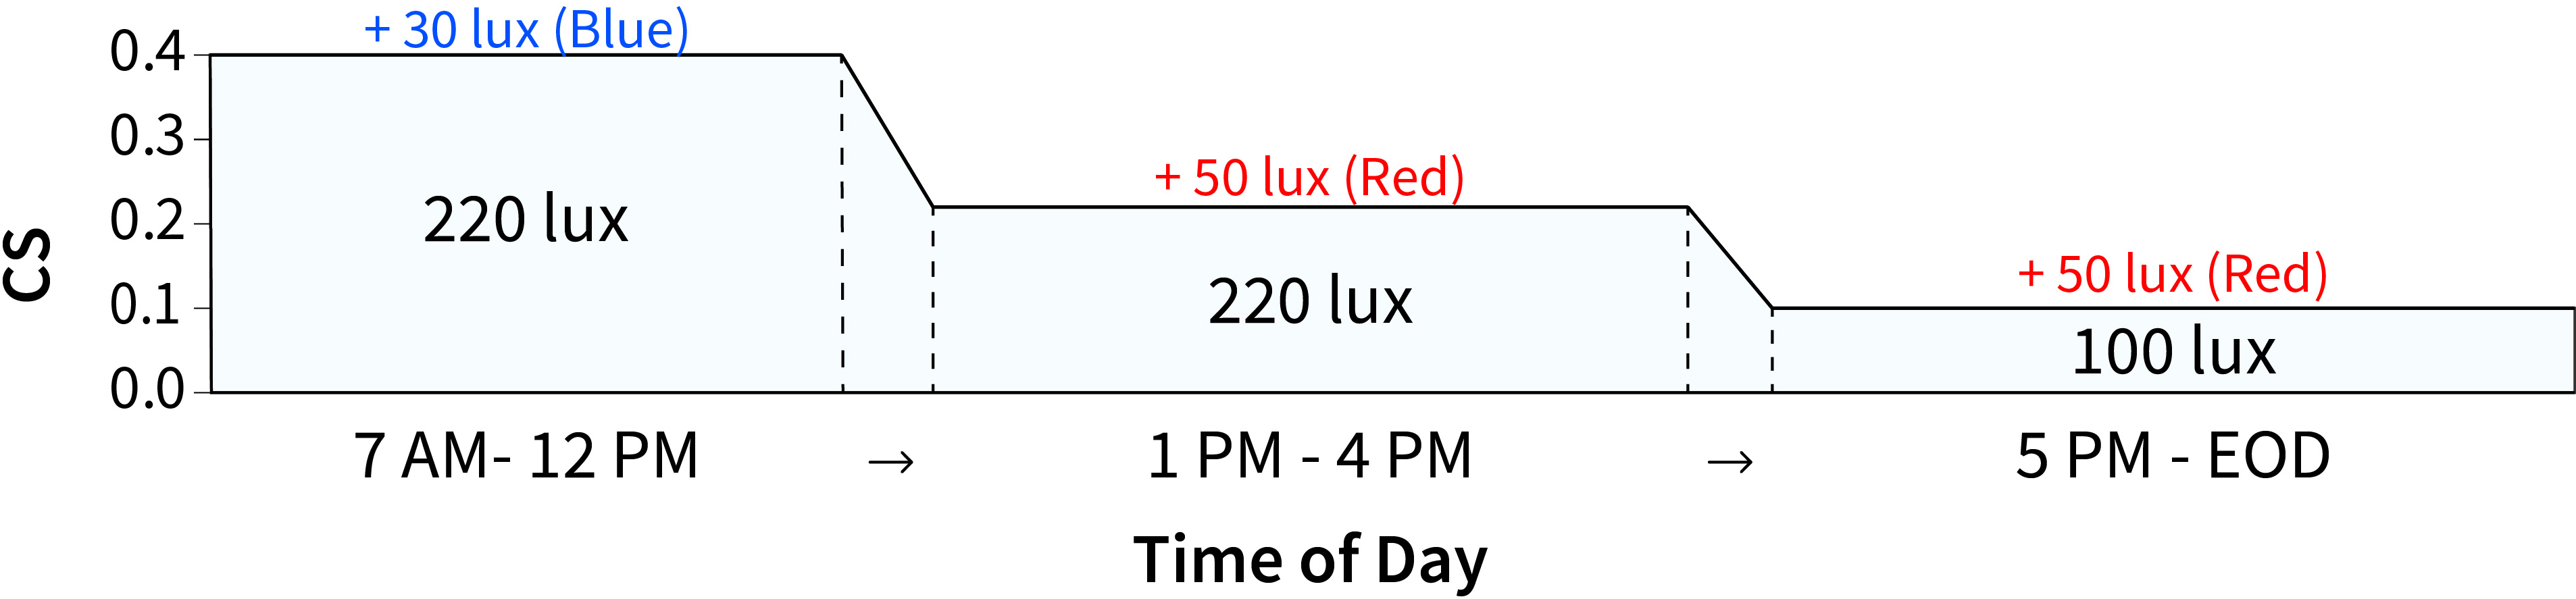 + 30 lux (Blue)
0.4
0.3
+ 50 lux (Red)
220 lux
0.2
CS
+ 50 lux (Red)
220 lux
0.1
100 lux
0.0
7 AM- 12 PM → 1 PM - 4 PM → 5 PM - EOD
Time of Day